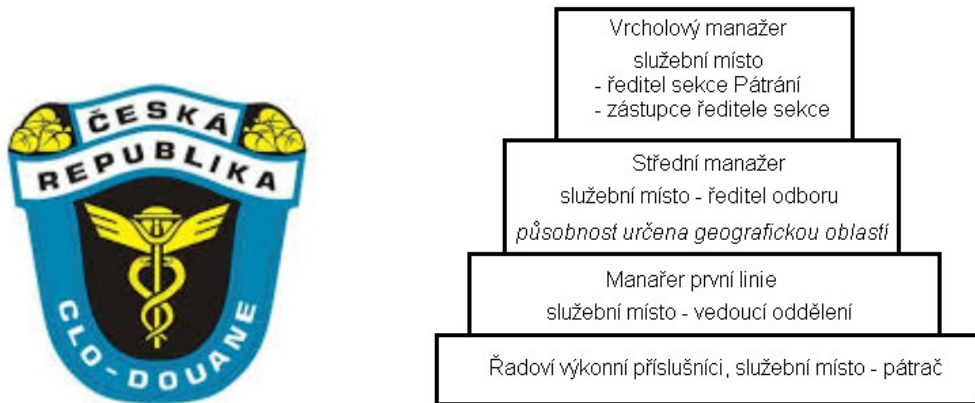 ČESKÁ
REPUBLIKA
CLO-DOUANE
Vrcholový manažer
služební místo
- ředitel sekce Pátrání
- zástupce ředitele sekce
Střední manažer
služební místo - ředitel odboru
působnost určena geografickou oblastí
Manařer první linie
služební místo - vedoucí oddělení
Řadoví výkonní příslušníci, služební místo - pátrač